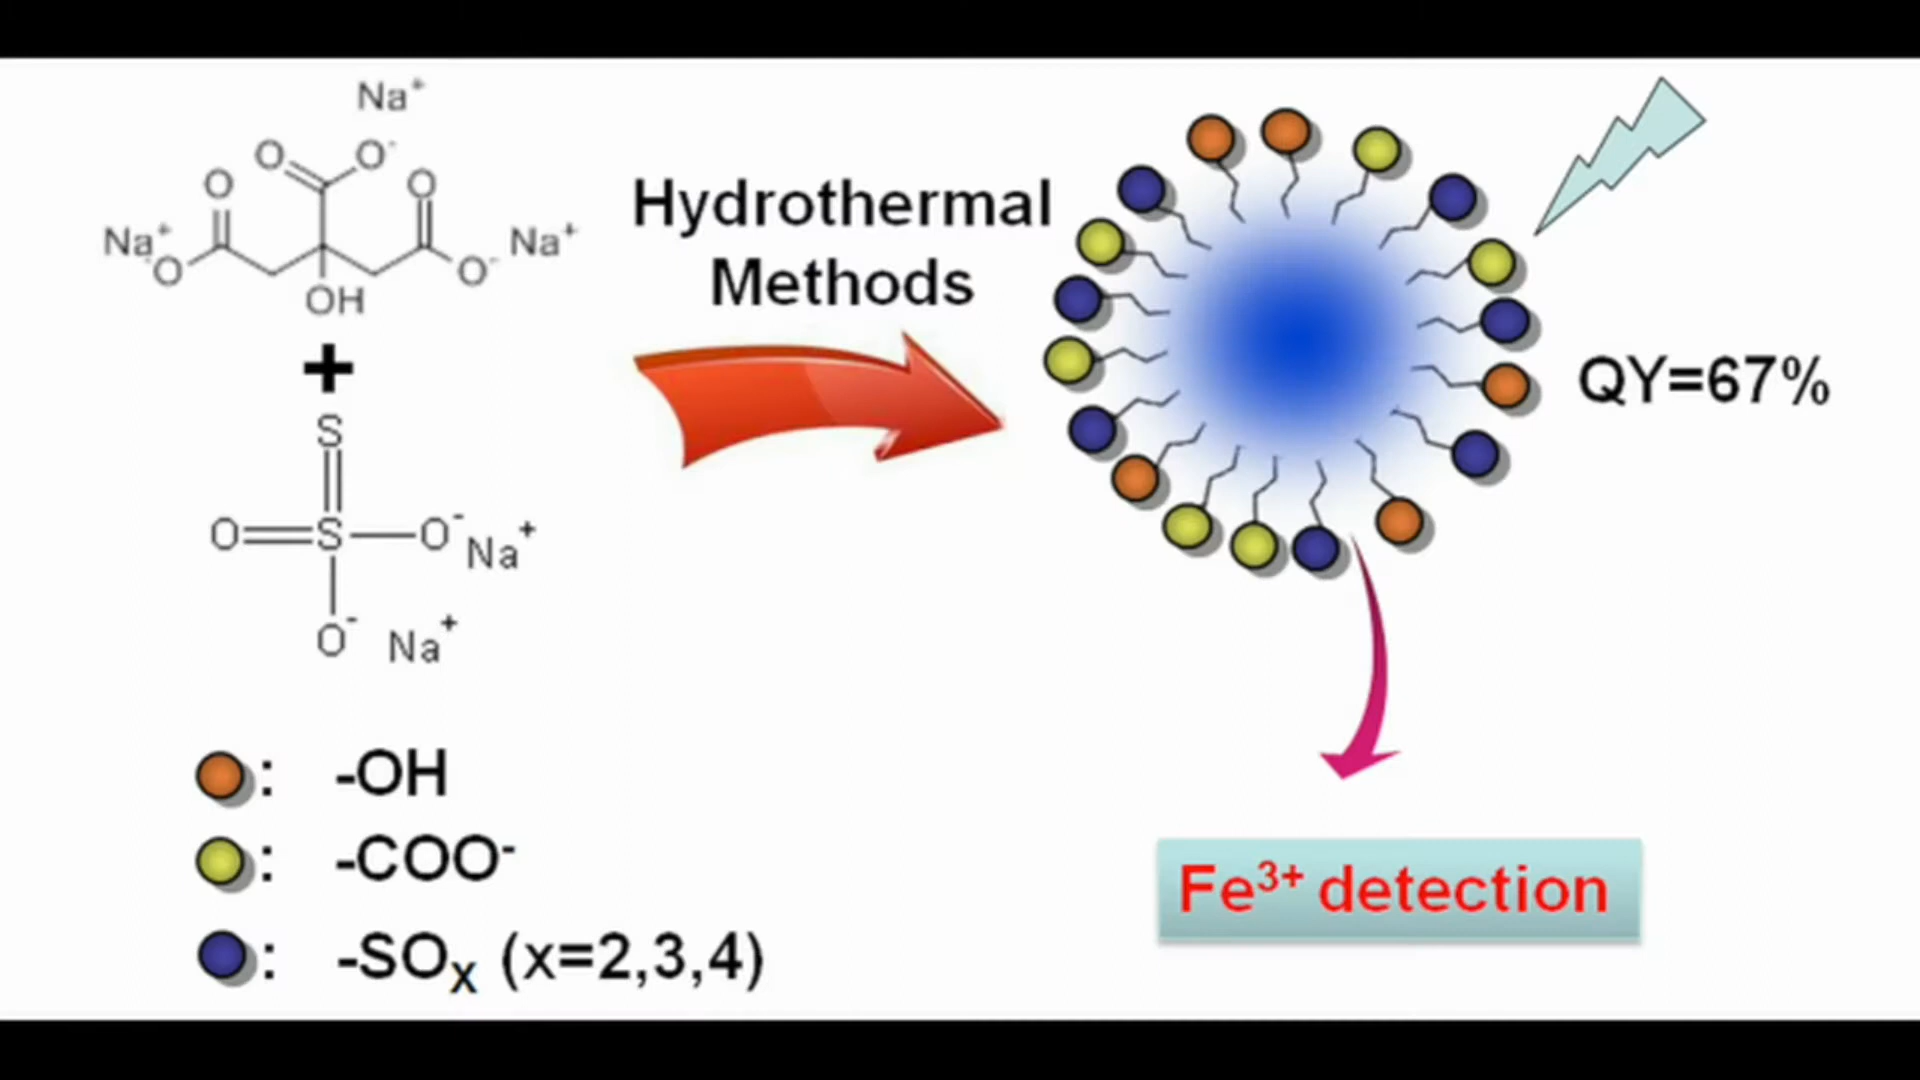 Na⁺
O
O
O⁻
O
Na⁺
⁻O
O⁻
Na⁺
OH
+
S
O
S
O⁻
Na⁺
O⁻
Na⁺
Hydrothermal
Methods
QY=67%
: -OH
: -COO⁻
: -SOₓ (x=2,3,4)
Fe³⁺ detection